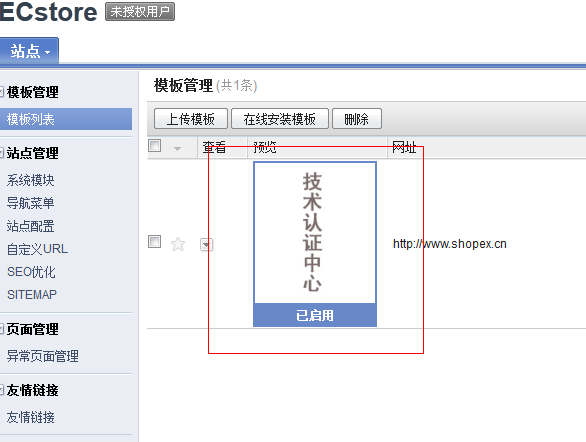 ECstore 未授权用户
站点
模板管理
模板列表
站点管理
系统模块
导航菜单
站点配置
自定义URL
SEO优化
SITEMAP
页面管理
异常页面管理
友情链接
友情链接
模板管理 (共1条)
上传模板 在线安装模板 删除
查看 预览 网址
技术认证中心
http://www.shopex.cn
已启用